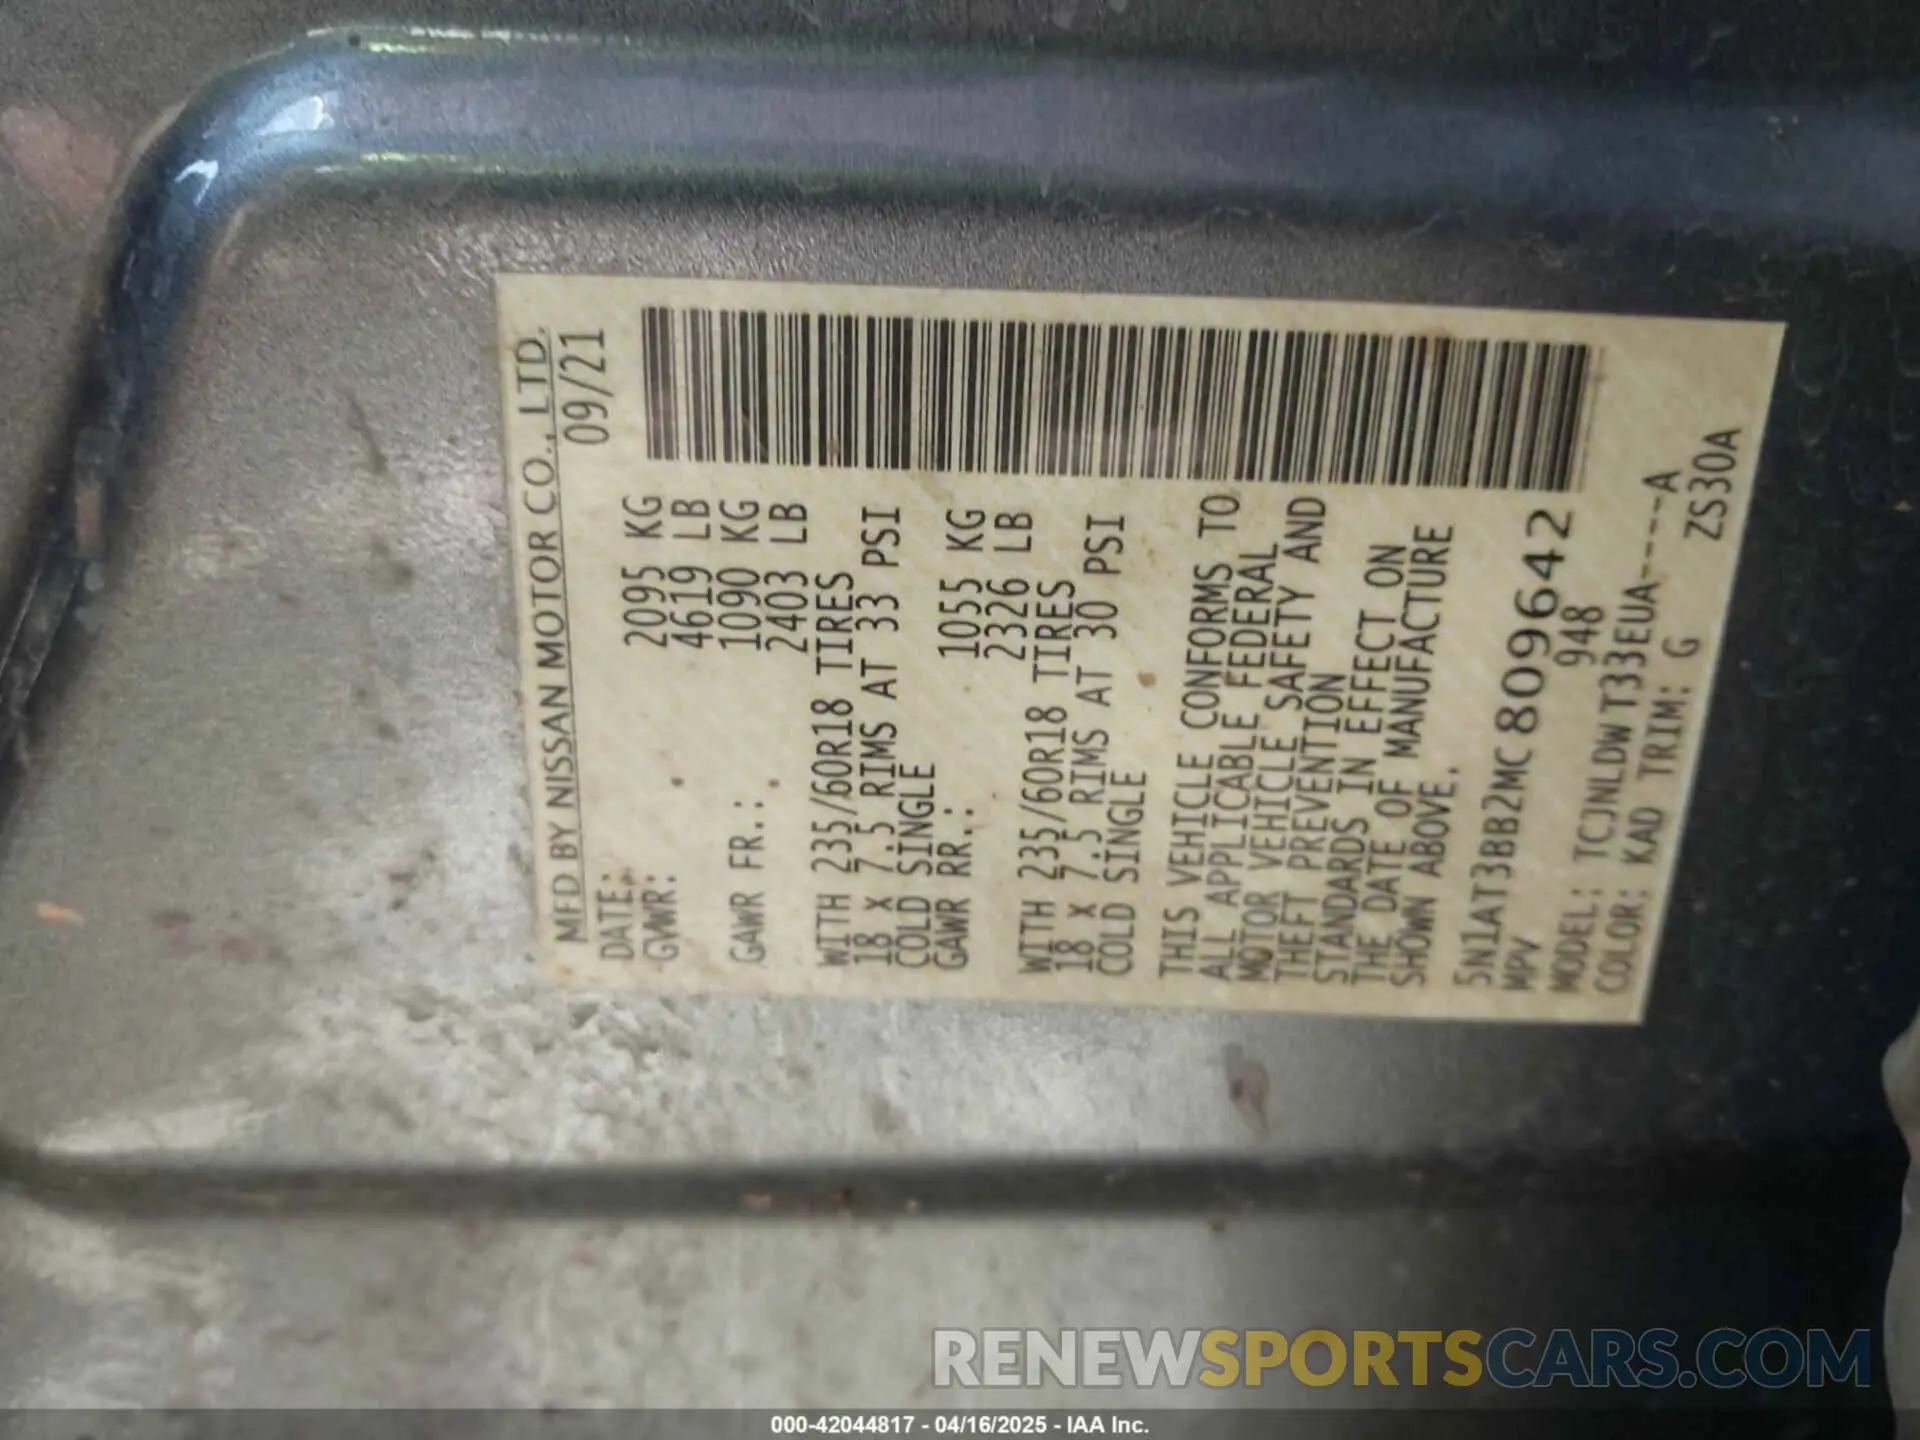 MFD BY NISSAN MOTOR CO., LTD.
DATE: 09/21
GVWR: 2095 KG
4619 LB
GAWR FR.: 1090 KG
2403 LB
WITH 235/60R18 TIRES
18 X 7.5 RIMS AT 33 PSI
COLD SINGLE
GAWR RR.: 1055 KG
2326 LB
WITH 235/60R18 TIRES
18 X 7.5 RIMS AT 30 PSI
COLD SINGLE
THIS VEHICLE CONFORMS TO
ALL APPLICABLE FEDERAL
MOTOR VEHICLE SAFETY AND
THEFT PREVENTION
STANDARDS IN EFFECT ON
THE DATE OF MANUFACTURE
SHOWN ABOVE.
5N1AT3BB2MC809642
MPV 948
MODEL: TCJNLDWT33EUA----A
COLOR: KAD TRIM: G ZS30A
RENEWSPORTSCARS.COM
000-42044817 - 04/16/2025 - IAA Inc.